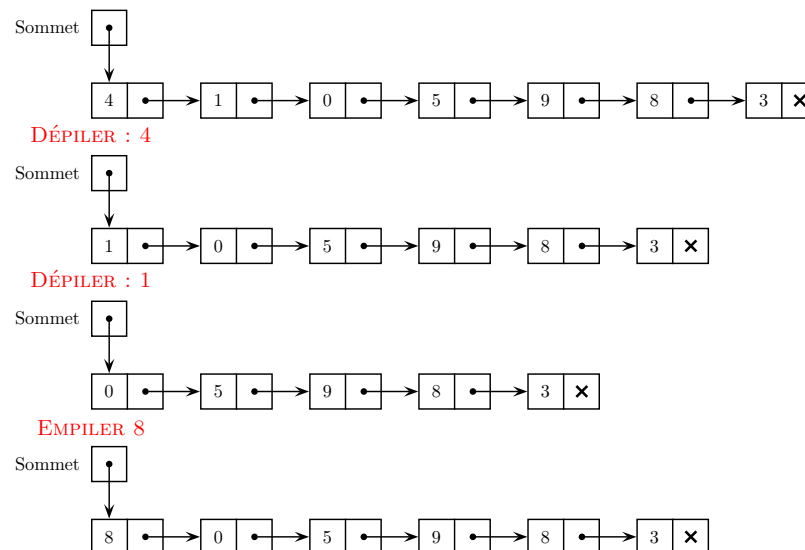 Sommet
4 1 0 5 9 8 3
DÉPILER : 4
Sommet
1 0 5 9 8 3
DÉPILER : 1
Sommet
0 5 9 8 3
EMPILER 8
Sommet
8 0 5 9 8 3